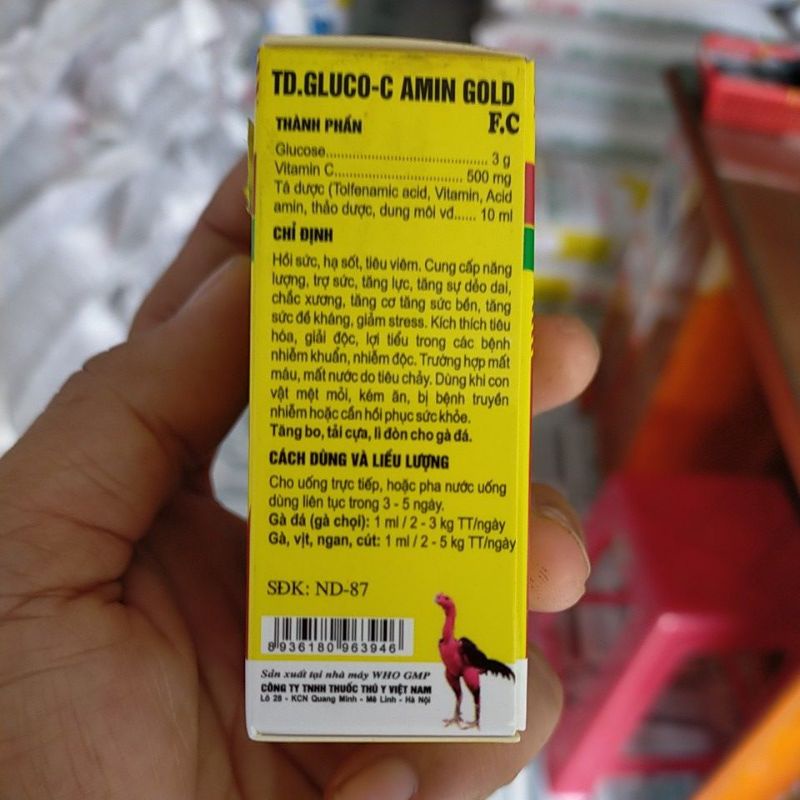 TD.GLUCO-C AMIN GOLD
F.C
THÀNH PHẦN
Glucose.......................................... 3 g
Vitamin C.................................. 500 mg
Tá dược (Tolfenamic acid, Vitamin, Acid
amin, thảo dược, dung môi vđ...... 10 ml
CHỈ ĐỊNH
Hồi sức, hạ sốt, tiêu viêm. Cung cấp năng
lượng, trợ sức, tăng lực, tăng sự dẻo dai,
chắc xương, tăng cơ tăng sức bền, tăng
sức đề kháng, giảm stress. Kích thích tiêu
hóa, giải độc, lợi tiểu trong các bệnh
nhiễm khuẩn, nhiễm độc. Trường hợp mất
máu, mất nước do tiêu chảy. Dùng khi con
vật mệt mỏi, kém ăn, bị bệnh truyền
nhiễm hoặc cần hồi phục sức khỏe.
Tăng bo, tải cựa, lì đòn cho gà đá.
CÁCH DÙNG VÀ LIỀU LƯỢNG
Cho uống trực tiếp, hoặc pha nước uống
dùng liên tục trong 3 - 5 ngày.
Gà đá (gà chọi): 1 ml / 2 - 3 kg TT/ngày
Gà, vịt, ngan, cút: 1 ml / 2 - 5 kg TT/ngày
SĐK: ND-87
8 936180 963946
Sản xuất tại nhà máy WHO GMP
CÔNG TY TNHH THUỐC THÚ Y VIỆT NAM
Lô 28 - KCN Quang Minh - Mê Linh - Hà Nội